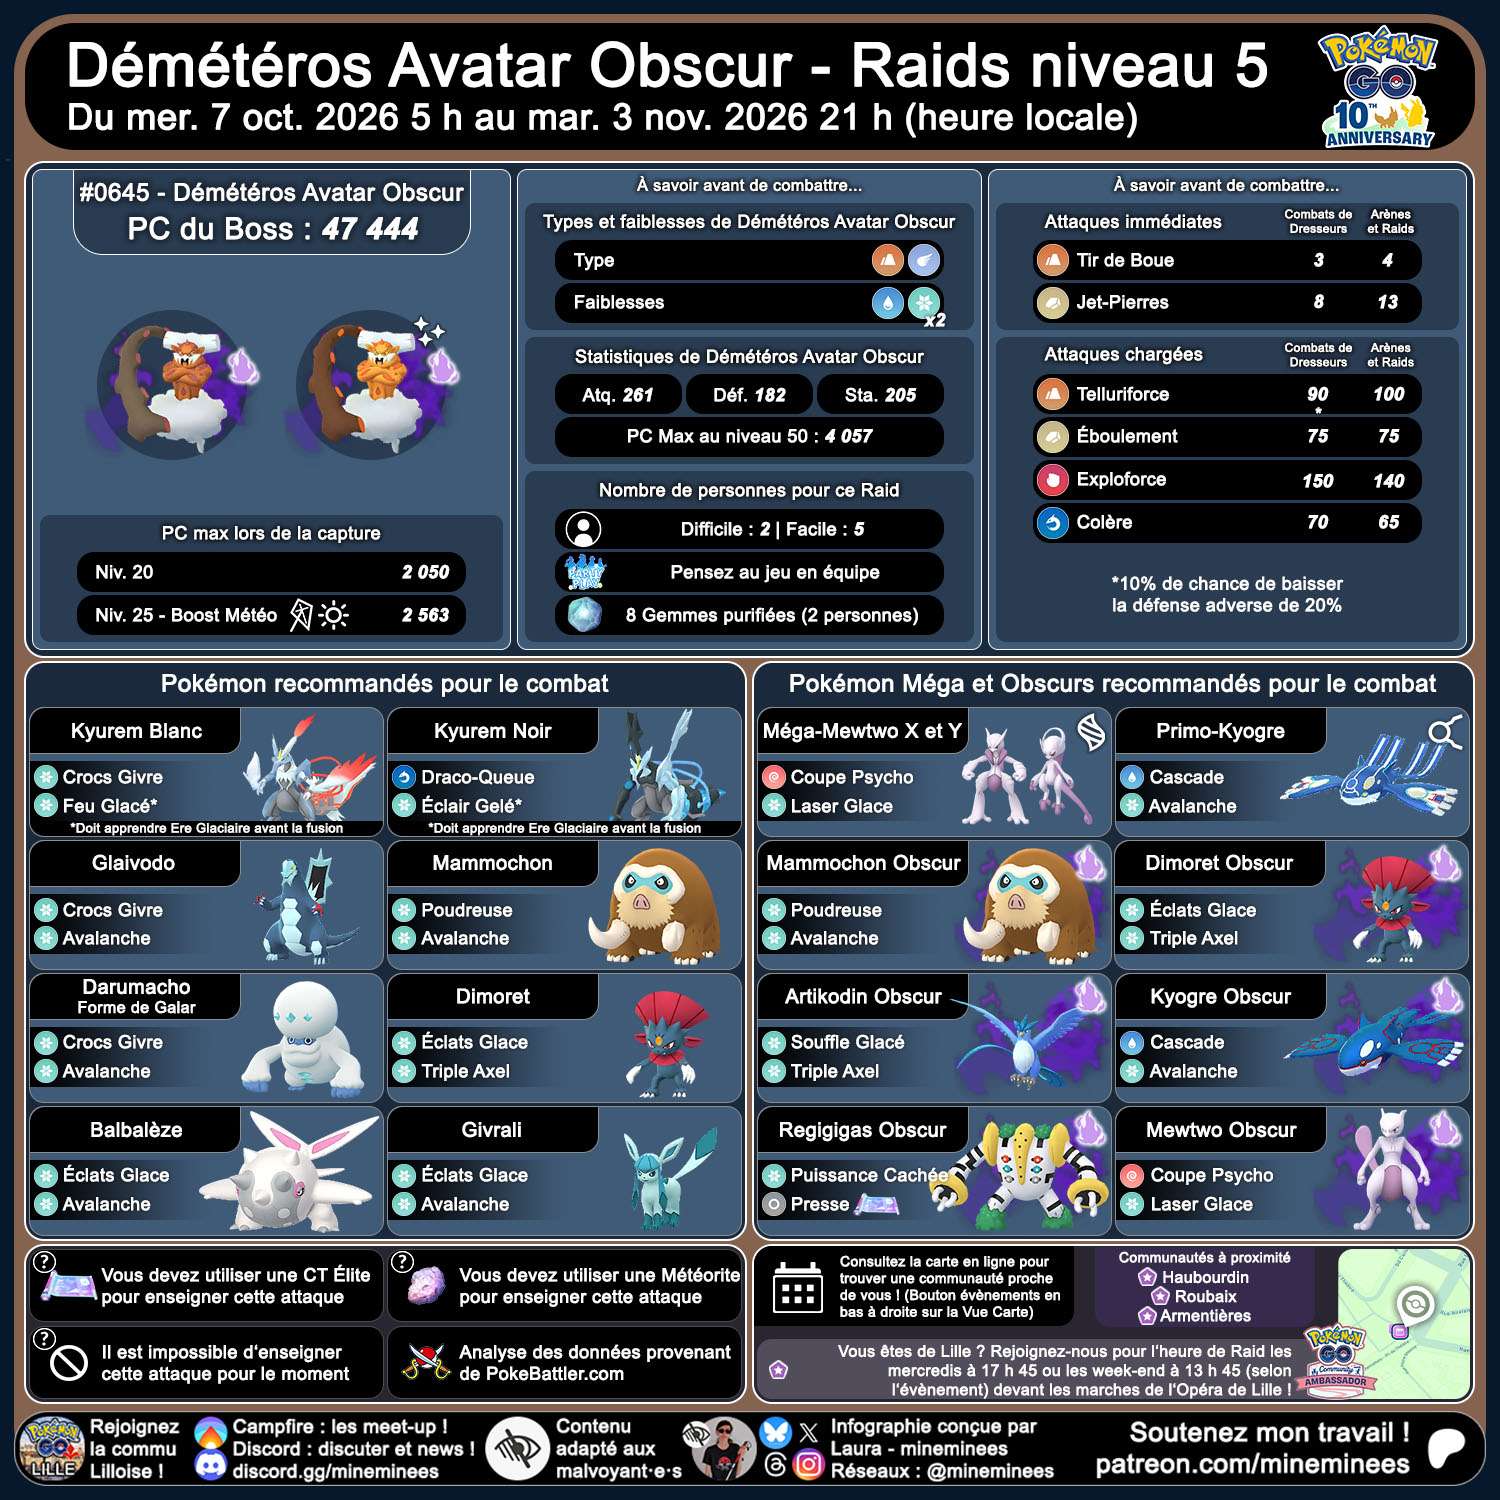 Démétéros Avatar Obscur - Raids niveau 5
Du mer. 7 oct. 2026 5 h au mar. 3 nov. 2026 21 h (heure locale)
POKÉMON
GO
10TH
ANNIVERSARY
#0645 - Démétéros Avatar Obscur
PC du Boss : 47 444
PC max lors de la capture
Niv. 20 2 050
Niv. 25 - Boost Météo 2 563
À savoir avant de combattre...
Types et faiblesses de Démétéros Avatar Obscur
Type
Faiblesses
x2
Statistiques de Démétéros Avatar Obscur
Atq. 261 Déf. 182 Sta. 205
PC Max au niveau 50 : 4 057
Nombre de personnes pour ce Raid
Difficile : 2 | Facile : 5
PARTY PLAY
Pensez au jeu en équipe
8 Gemmes purifiées (2 personnes)
À savoir avant de combattre...
Attaques immédiates Combats de Dresseurs Arènes et Raids
Tir de Boue 3 4
Jet-Pierres 8 13
Attaques chargées Combats de Dresseurs Arènes et Raids
Telluriforce 90 100
*
Éboulement 75 75
Exploforce 150 140
Colère 70 65
*10% de chance de baisser
la défense adverse de 20%
Pokémon recommandés pour le combat
Kyurem Blanc
Crocs Givre
Feu Glacé*
*Doit apprendre Ere Glaciaire avant la fusion
Kyurem Noir
Draco-Queue
Éclair Gelé*
*Doit apprendre Ere Glaciaire avant la fusion
Glaivodo
Crocs Givre
Avalanche
Mammochon
Poudreuse
Avalanche
Darumacho
Forme de Galar
Crocs Givre
Avalanche
Dimoret
Éclats Glace
Triple Axel
Balbalèze
Éclats Glace
Avalanche
Givrali
Éclats Glace
Avalanche
Pokémon Méga et Obscurs recommandés pour le combat
Méga-Mewtwo X et Y
Coupe Psycho
Laser Glace
Primo-Kyogre
Cascade
Avalanche
Mammochon Obscur
Poudreuse
Avalanche
Dimoret Obscur
Éclats Glace
Triple Axel
Artikodin Obscur
Souffle Glacé
Triple Axel
Kyogre Obscur
Cascade
Avalanche
Regigigas Obscur
Puissance Cachée
Presse
Mewtwo Obscur
Coupe Psycho
Laser Glace
?
Vous devez utiliser une CT Élite
pour enseigner cette attaque
?
Vous devez utiliser une Météorite
pour enseigner cette attaque
?
Il est impossible d'enseigner
cette attaque pour le moment
Analyse des données provenant
de PokeBattler.com
Consultez la carte en ligne pour
trouver une communauté proche
de vous ! (Bouton évènements en
bas à droite sur la Vue Carte)
Communautés à proximité
Haubourdin
Roubaix
Armentières
Vous êtes de Lille ? Rejoignez-nous pour l'heure de Raid les
mercredis à 17 h 45 ou les week-end à 13 h 45 (selon
l'évènement) devant les marches de l'Opéra de Lille !
POKÉMON
GO
Community
AMBASSADOR
POKÉMON
GO
LILLE
Rejoignez
la commu
Lilloise !
Campfire : les meet-up !
Discord : discuter et news !
discord.gg/mineminees
Contenu
adapté aux
malvoyant·e·s
Infographie conçue par
Laura - mineminees
Réseaux : @mineminees
Soutenez mon travail !
patreon.com/mineminees